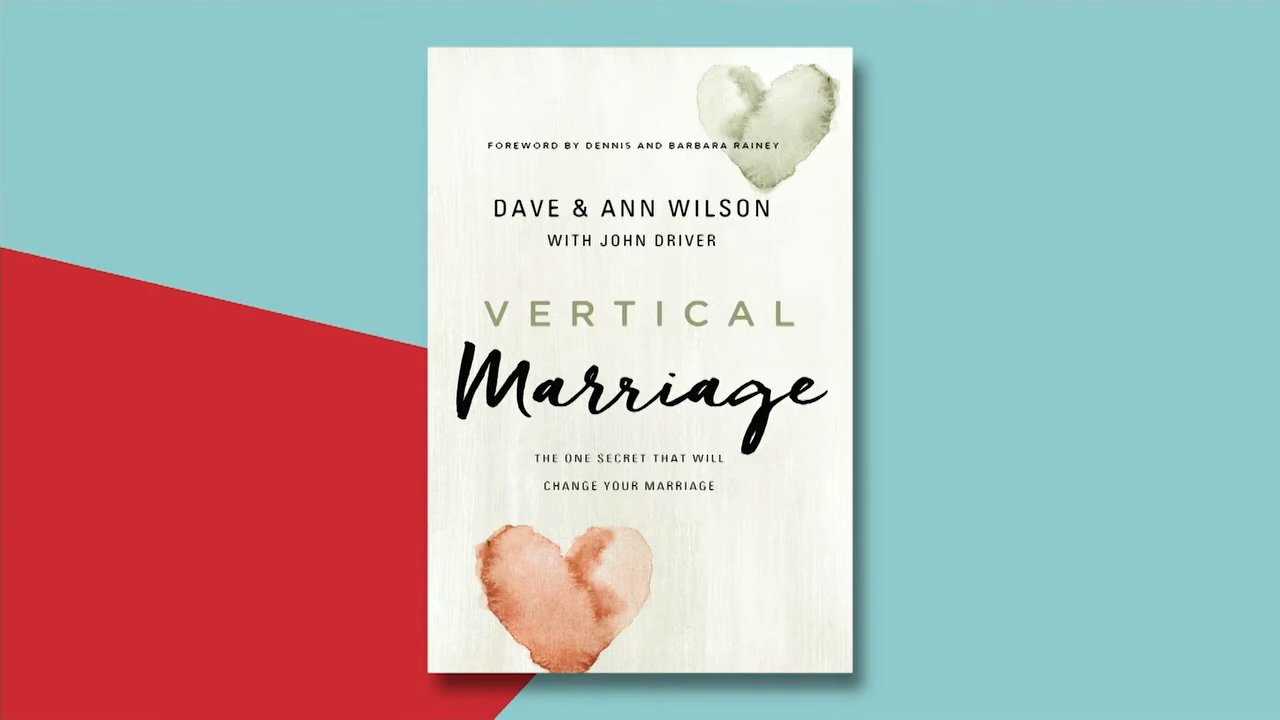 FOREWORD BY DENNIS AND BARBARA RAINEY
DAVE & ANN WILSON
WITH JOHN DRIVER
VERTICAL
Marriage
THE ONE SECRET THAT WILL
CHANGE YOUR MARRIAGE